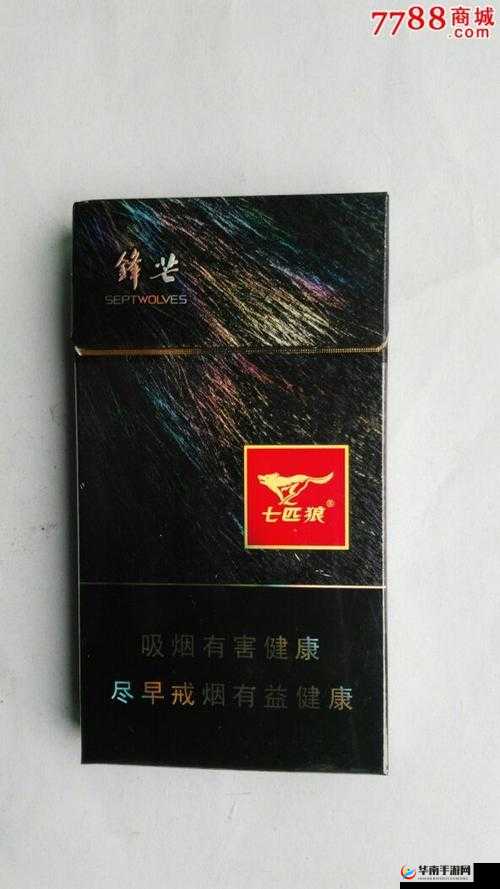 7788商城
.com
鋒芒
SEPTWOLVES
七匹狼®
吸烟有害健康
尽早戒烟有益健康
华南手游网